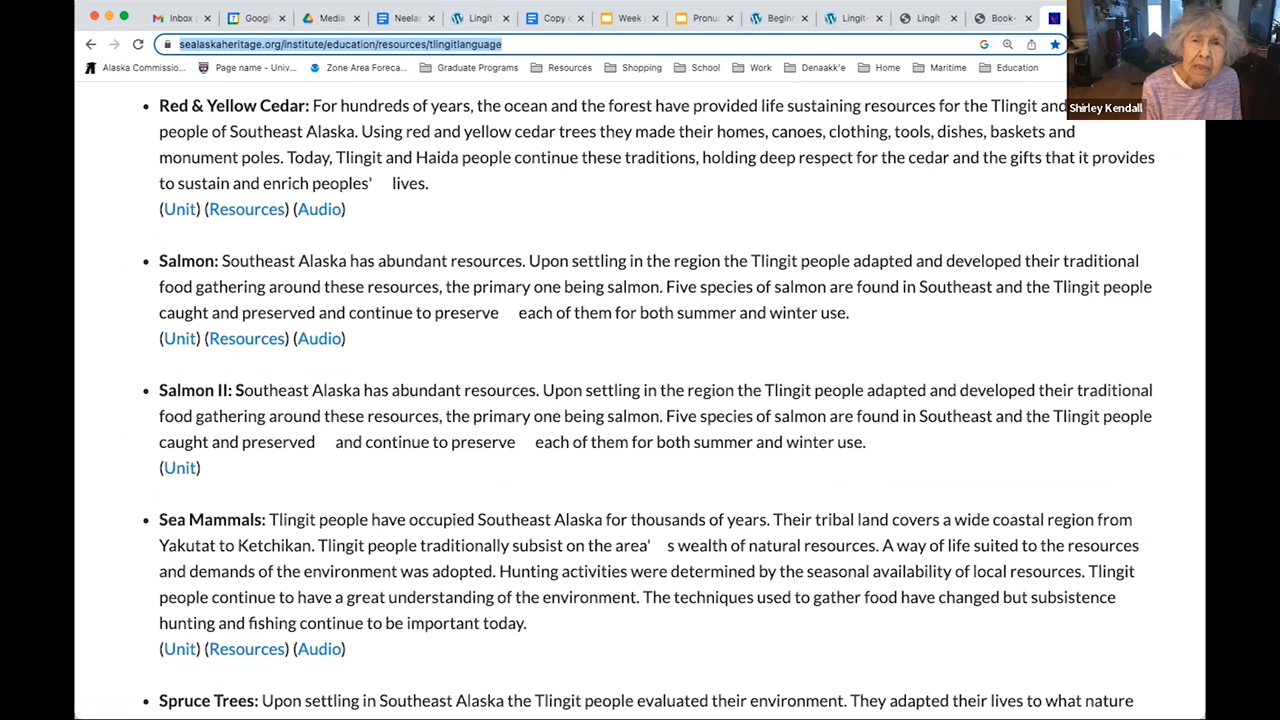 Inbox
Googl
Media
Neela
Lingit
Copy
Week
Pronu
Beginr
Lingit-
Lingít
Book-
sealaskaheritage.org/institute/education/resources/tlingitlanguage
Alaska Commissio...
Page name - Univ...
Zone Area Foreca...
Graduate Programs
Resources
Shopping
School
Work
Denaakk'e
Home
Maritime
Education
Shirley Kendall
• Red & Yellow Cedar: For hundreds of years, the ocean and the forest have provided life sustaining resources for the Tlingit and
people of Southeast Alaska. Using red and yellow cedar trees they made their homes, canoes, clothing, tools, dishes, baskets and
monument poles. Today, Tlingit and Haida people continue these traditions, holding deep respect for the cedar and the gifts that it provides
to sustain and enrich peoples' lives.
(Unit) (Resources) (Audio)
• Salmon: Southeast Alaska has abundant resources. Upon settling in the region the Tlingit people adapted and developed their traditional
food gathering around these resources, the primary one being salmon. Five species of salmon are found in Southeast and the Tlingit people
caught and preserved and continue to preserve each of them for both summer and winter use.
(Unit) (Resources) (Audio)
• Salmon II: Southeast Alaska has abundant resources. Upon settling in the region the Tlingit people adapted and developed their traditional
food gathering around these resources, the primary one being salmon. Five species of salmon are found in Southeast and the Tlingit people
caught and preserved and continue to preserve each of them for both summer and winter use.
(Unit)
• Sea Mammals: Tlingit people have occupied Southeast Alaska for thousands of years. Their tribal land covers a wide coastal region from
Yakutat to Ketchikan. Tlingit people traditionally subsist on the area' s wealth of natural resources. A way of life suited to the resources
and demands of the environment was adopted. Hunting activities were determined by the seasonal availability of local resources. Tlingit
people continue to have a great understanding of the environment. The techniques used to gather food have changed but subsistence
hunting and fishing continue to be important today.
(Unit) (Resources) (Audio)
• Spruce Trees: Upon settling in Southeast Alaska the Tlingit people evaluated their environment. They adapted their lives to what nature